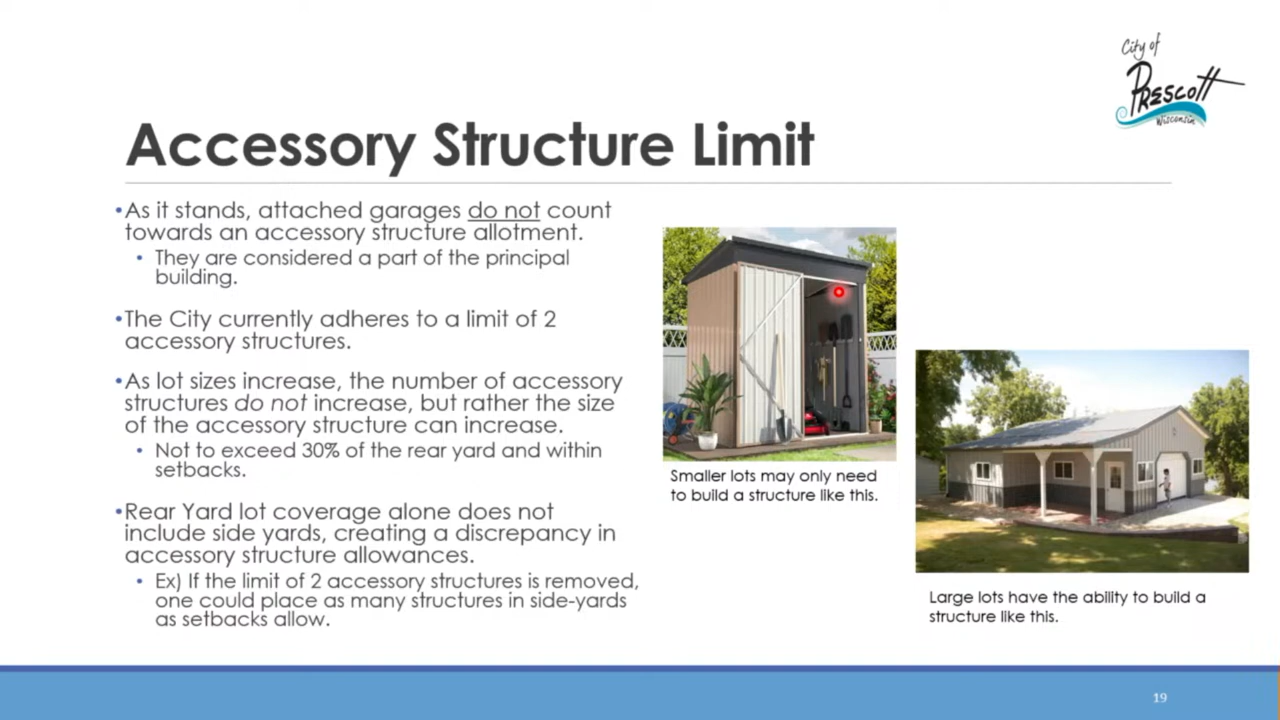 City of
Prescott
Wisconsin
Accessory Structure Limit
•As it stands, attached garages do not count
towards an accessory structure allotment.
• They are considered a part of the principal
building.
•The City currently adheres to a limit of 2
accessory structures.
•As lot sizes increase, the number of accessory
structures do not increase, but rather the size
of the accessory structure can increase.
• Not to exceed 30% of the rear yard and within
setbacks.
•Rear Yard lot coverage alone does not
include side yards, creating a discrepancy in
accessory structure allowances.
• Ex) If the limit of 2 accessory structures is removed,
one could place as many structures in side-yards
as setbacks allow.
Smaller lots may only need
to build a structure like this.
Large lots have the ability to build a
structure like this.
19